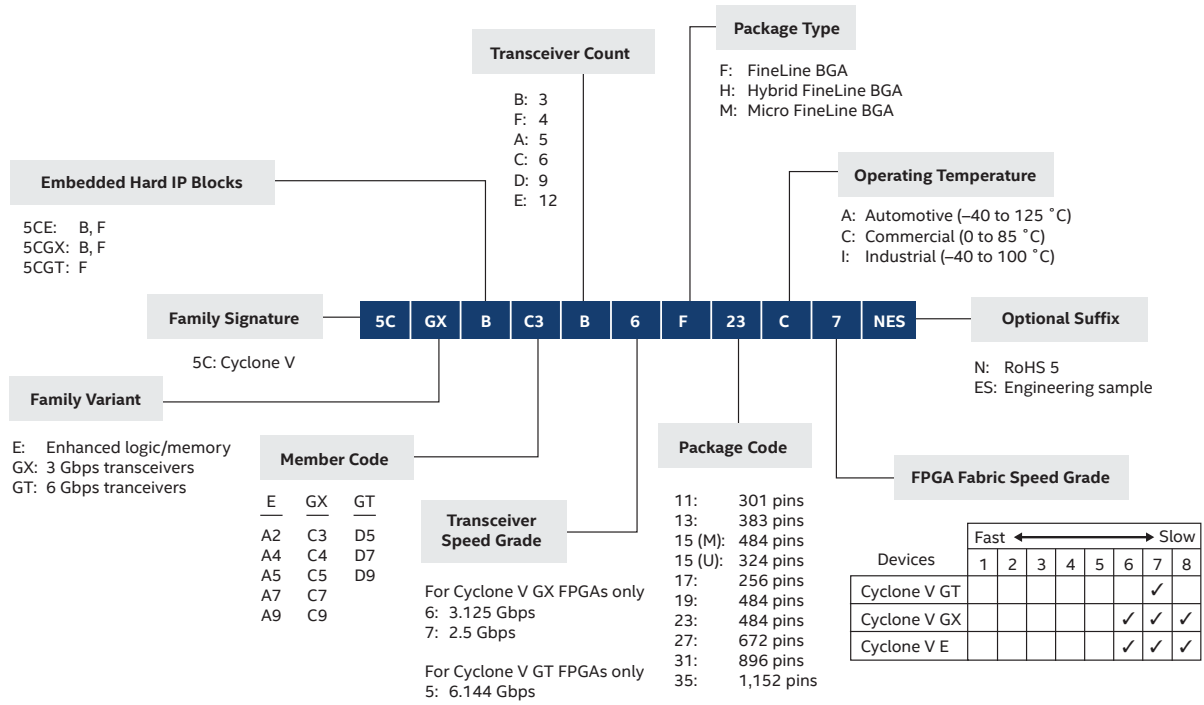 Package Type
F: FineLine BGA
H: Hybrid FineLine BGA
M: Micro FineLine BGA
Transceiver Count
B: 3
F: 4
A: 5
C: 6
D: 9
E: 12
Embedded Hard IP Blocks
5CE: B, F
5CGX: B, F
5CGT: F
Operating Temperature
A: Automotive (–40 to 125 ˚C)
C: Commercial (0 to 85 ˚C)
I: Industrial (–40 to 100 ˚C)
Family Signature
5C: Cyclone V
5C GX B C3 B 6 F 23 C 7 NES
Optional Suffix
N: RoHS 5
ES: Engineering sample
Family Variant
E: Enhanced logic/memory
GX: 3 Gbps transceivers
GT: 6 Gbps tranceivers
Member Code
E GX GT
A2 C3 D5
A4 C4 D7
A5 C5 D9
A7 C7
A9 C9
Transceiver
Speed Grade
For Cyclone V GX FPGAs only
6: 3.125 Gbps
7: 2.5 Gbps
For Cyclone V GT FPGAs only
5: 6.144 Gbps
Package Code
11: 301 pins
13: 383 pins
15 (M): 484 pins
15 (U): 324 pins
17: 256 pins
19: 484 pins
23: 484 pins
27: 672 pins
31: 896 pins
35: 1,152 pins
FPGA Fabric Speed Grade
Fast Slow
Devices 1 2 3 4 5 6 7 8
Cyclone V GT ✓
Cyclone V GX ✓ ✓ ✓
Cyclone V E ✓ ✓ ✓